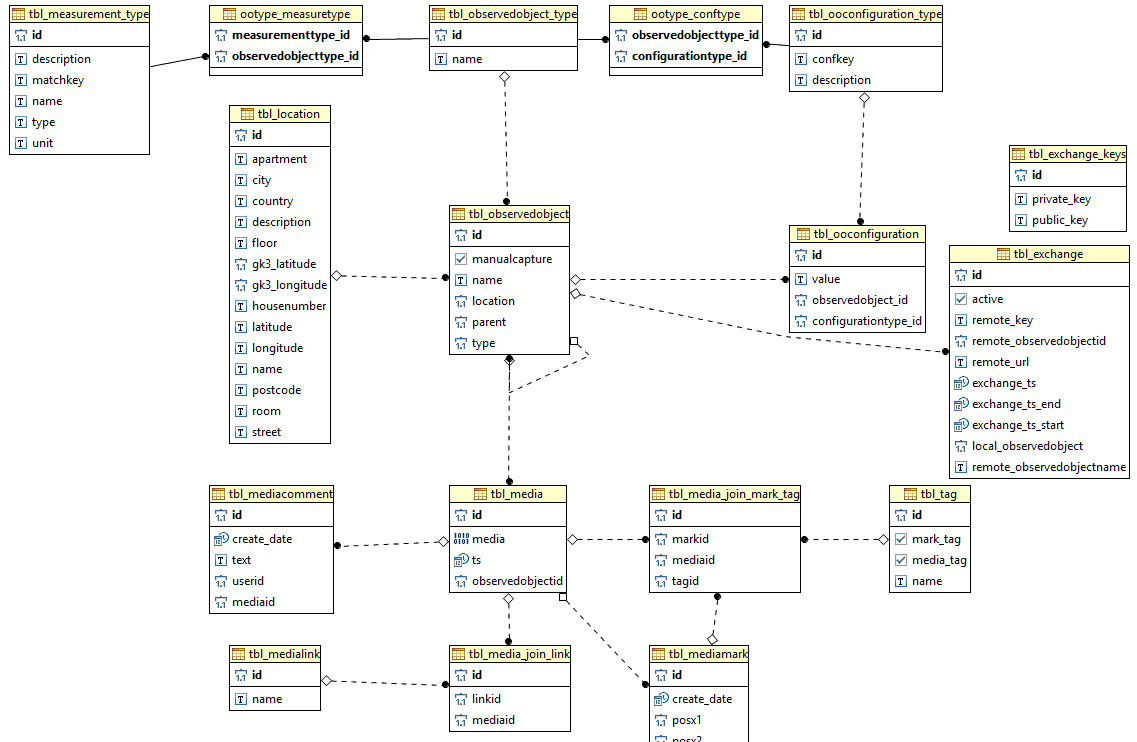 tbl_measurement_type
id
description
matchkey
name
type
unit
ootype_measuretype
measurementtype_id
observedobjecttype_id
tbl_observedobject_type
id
name
ootype_conftype
observedobjecttype_id
configurationtype_id
tbl_ooconfiguration_type
id
confkey
description
tbl_location
id
apartment
city
country
description
floor
gk3_latitude
gk3_longitude
housenumber
latitude
longitude
name
postcode
room
street
tbl_observedobject
id
manualcapture
name
location
parent
type
tbl_ooconfiguration
id
value
observedobject_id
configurationtype_id
tbl_exchange_keys
id
private_key
public_key
tbl_exchange
id
active
remote_key
remote_observedobjectid
remote_url
exchange_ts
exchange_ts_end
exchange_ts_start
local_observedobject
remote_observedobjectname
tbl_mediacomment
id
create_date
text
userid
mediaid
tbl_media
id
media
ts
observedobjectid
tbl_media_join_mark_tag
id
markid
mediaid
tagid
tbl_tag
id
mark_tag
media_tag
name
tbl_medialink
id
name
tbl_media_join_link
id
linkid
mediaid
tbl_mediamark
id
create_date
posx1
posx2